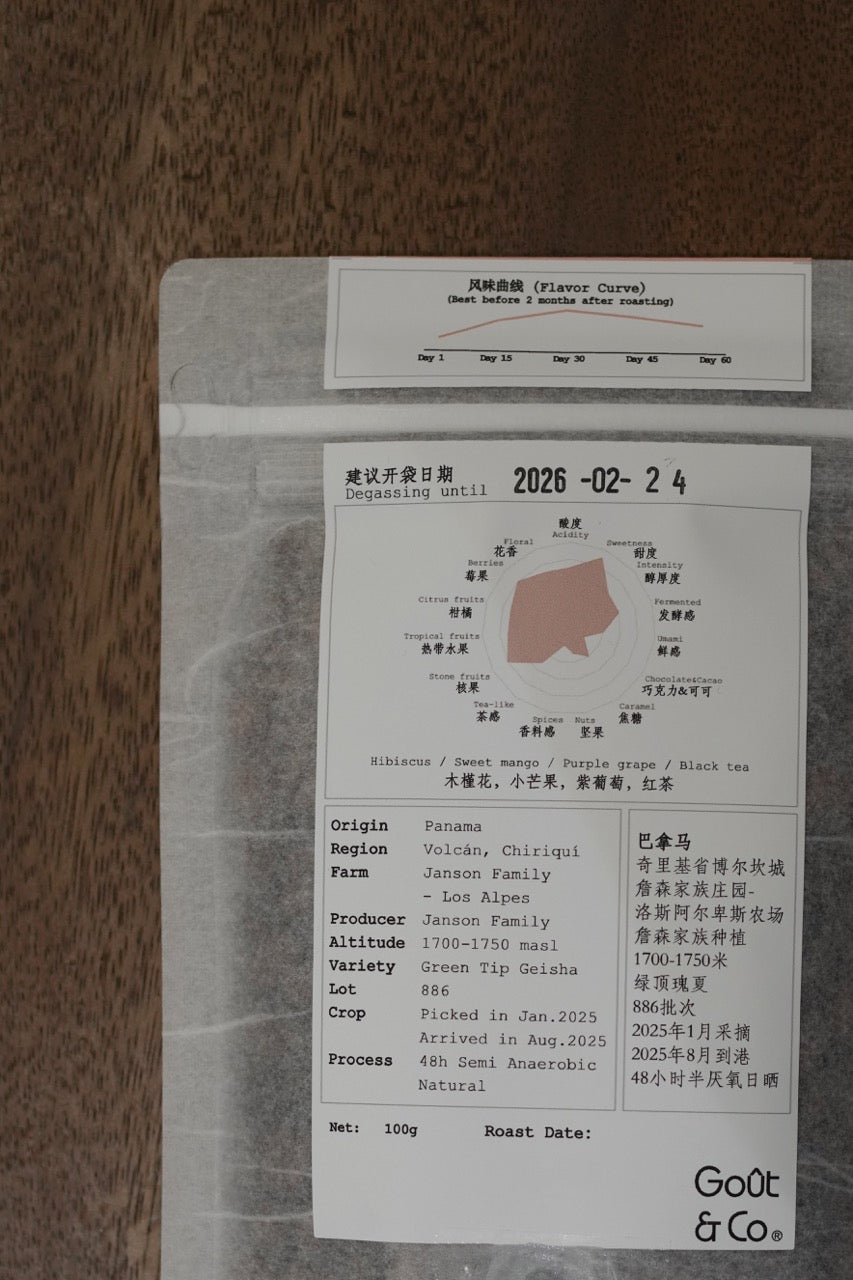 风味曲线 (Flavor Curve)
(Best before 2 months after roasting)
Day 1 Day 15 Day 30 Day 45 Day 60
建议开袋日期
Degassing until
2026 -02- 2 4
酸度
Acidity
Sweetness
甜度
Intensity
醇厚度
Fermented
发酵感
Umami
鲜感
Chocolate&Cacao
巧克力&可可
Caramel
焦糖
Nuts
坚果
Spices
香料感
Tea-like
茶感
Stone fruits
核果
Tropical fruits
热带水果
Citrus fruits
柑橘
Berries
莓果
Floral
花香
Hibiscus / Sweet mango / Purple grape / Black tea
木槿花，小芒果，紫葡萄，红茶
Origin Panama
Region Volcán, Chiriquí
Farm Janson Family
- Los Alpes
Producer Janson Family
Altitude 1700-1750 masl
Variety Green Tip Geisha
Lot 886
Crop Picked in Jan.2025
Arrived in Aug.2025
Process 48h Semi Anaerobic
Natural
巴拿马
奇里基省博尔坎城
詹森家族庄园-
洛斯阿尔卑斯农场
詹森家族种植
1700-1750米
绿顶瑰夏
886批次
2025年1月采摘
2025年8月到港
48小时半厌氧日晒
Net: 100g Roast Date:
Goût
& Co®